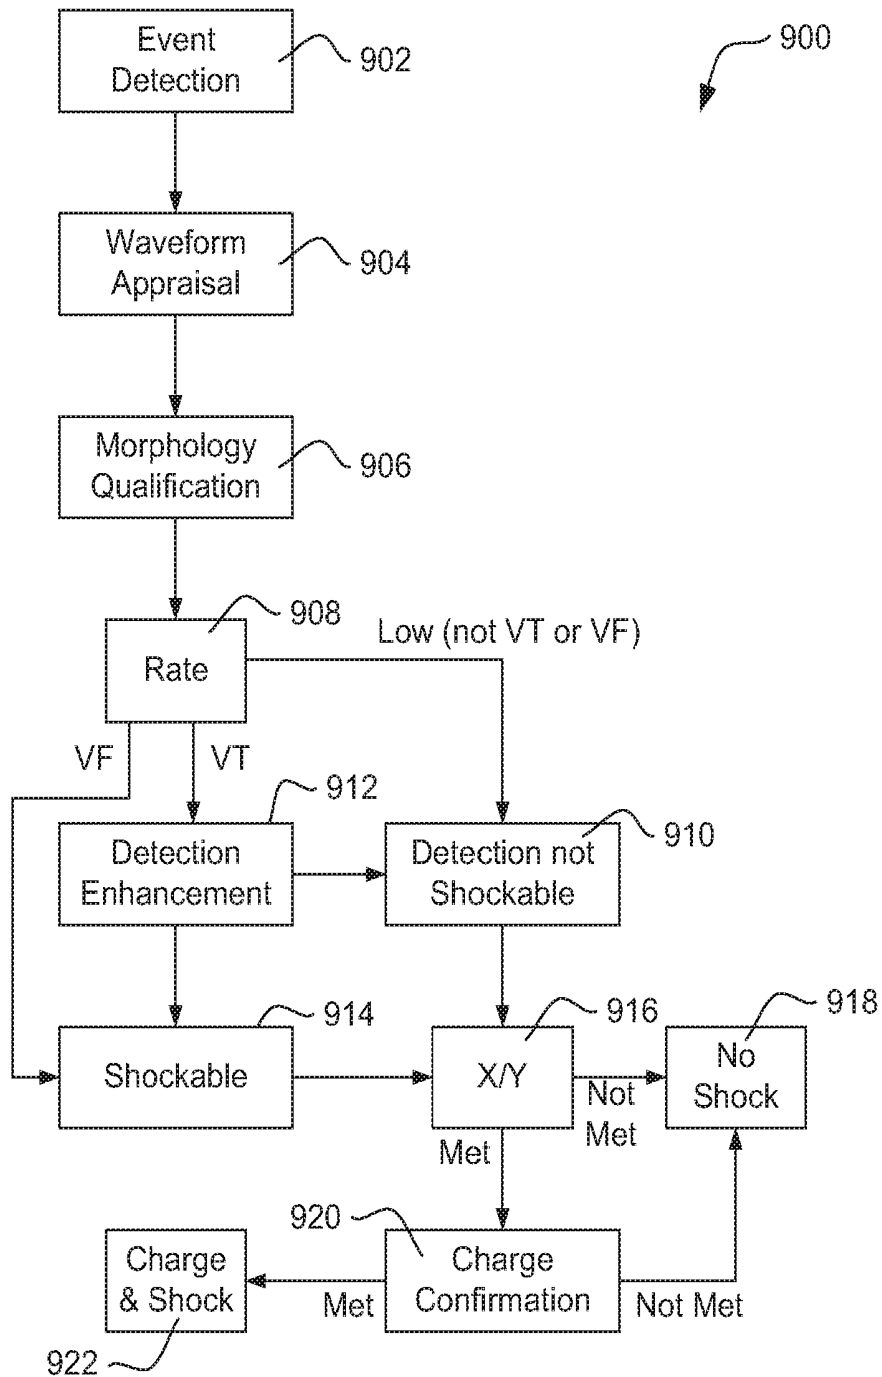 Event
Detection
902
900
Waveform
Appraisal
904
Morphology
Qualification
906
908
Rate
Low (not VT or VF)
VF
VT
912
910
Detection
Enhancement
Detection not
Shockable
914
916
918
Shockable
X/Y
No
Shock
Not
Met
Met
920
Charge
& Shock
Charge
Confirmation
Met
Not Met
922